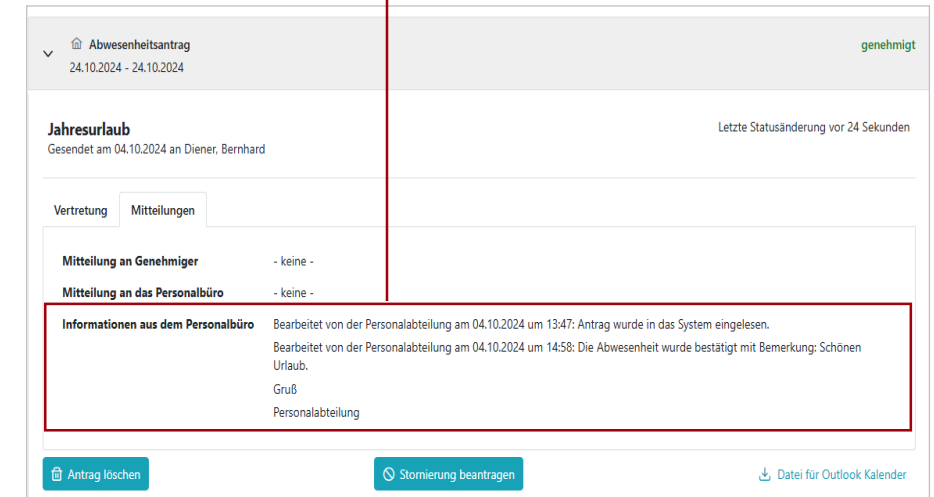 Abwesenheitsantrag
genehmigt
24.10.2024 - 24.10.2024
Jahresurlaub
Letzte Statusänderung vor 24 Sekunden
Gesendet am 04.10.2024 an Diener, Bernhard
Vertretung Mitteilungen
Mitteilung an Genehmiger - keine -
Mitteilung an das Personalbüro - keine -
Informationen aus dem Personalbüro Bearbeitet von der Personalabteilung am 04.10.2024 um 13:47: Antrag wurde in das System eingelesen.
Bearbeitet von der Personalabteilung am 04.10.2024 um 14:58: Die Abwesenheit wurde bestätigt mit Bemerkung: Schönen
Urlaub.
Gruß
Personalabteilung
Antrag löschen Stornierung beantragen Datei für Outlook Kalender